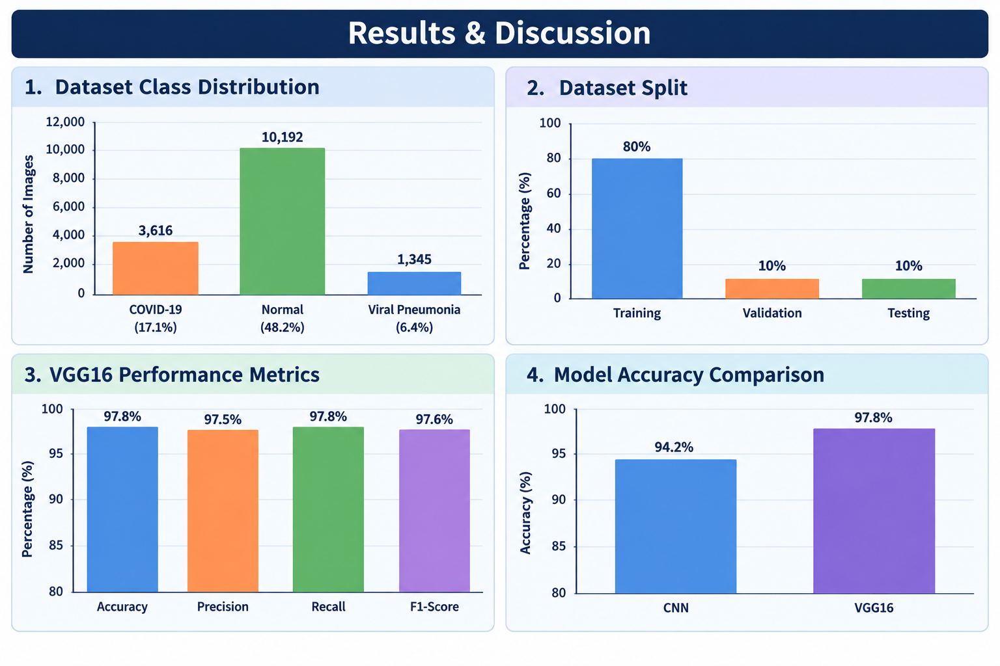 Results & Discussion
1. Dataset Class Distribution
Number of Images
12,000
10,000
8,000
6,000
4,000
2,000
0
3,616
10,192
1,345
COVID-19
(17.1%)
Normal
(48.2%)
Viral Pneumonia
(6.4%)
2. Dataset Split
Percentage (%)
100
80
60
40
20
0
80%
10%
10%
Training
Validation
Testing
3. VGG16 Performance Metrics
Percentage (%)
100
95
90
85
80
97.8%
97.5%
97.8%
97.6%
Accuracy
Precision
Recall
F1-Score
4. Model Accuracy Comparison
Accuracy (%)
100
95
90
85
80
94.2%
97.8%
CNN
VGG16